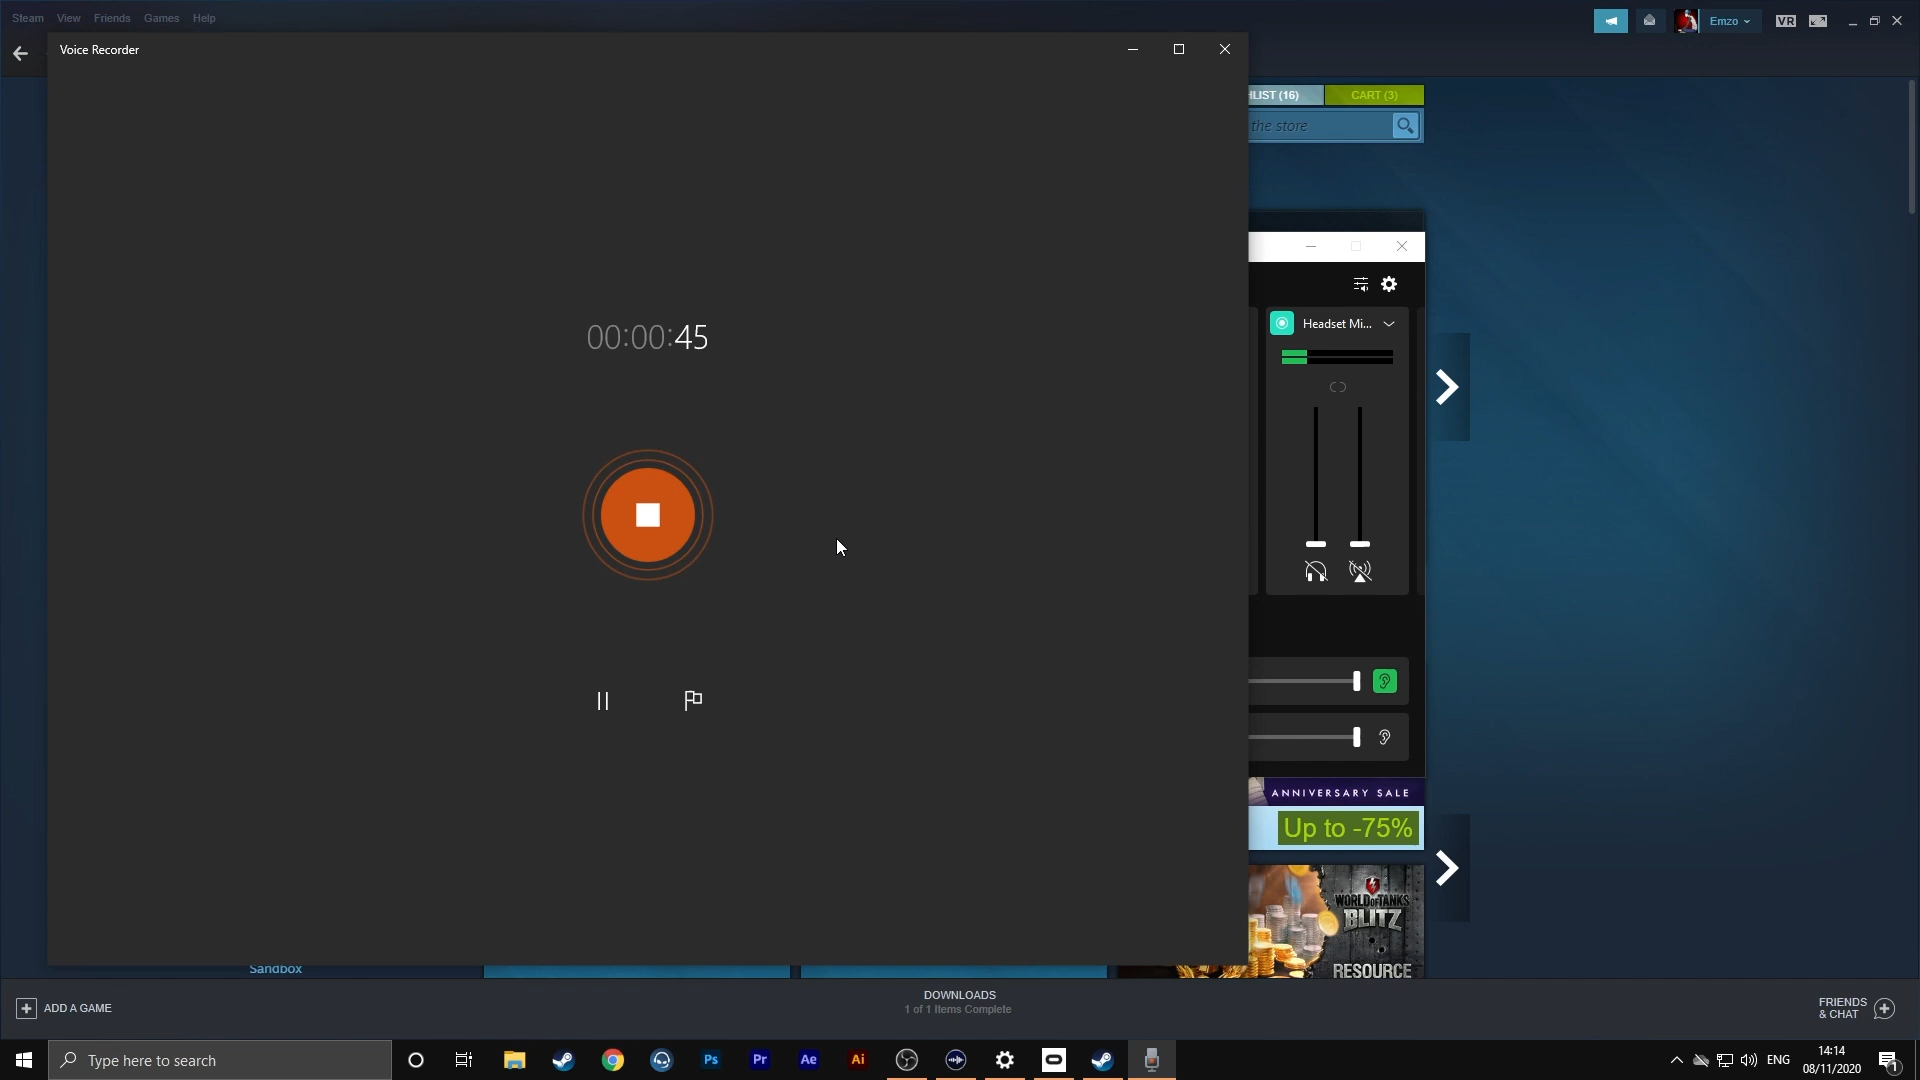 Steam View Friends Games Help
Emzo
VR
Voice Recorder
HLIST (16)
CART (3)
the store
00:00:45
Headset Mi...
ANNIVERSARY SALE
Up to -75%
WORLD OF TANKS
BLITZ
RESOURCE
Sandbox
ADD A GAME
DOWNLOADS
1 of 1 Items Complete
FRIENDS
& CHAT
Type here to search
Ps
Pr
Ae
Ai
ENG
14:14
08/11/2020
1